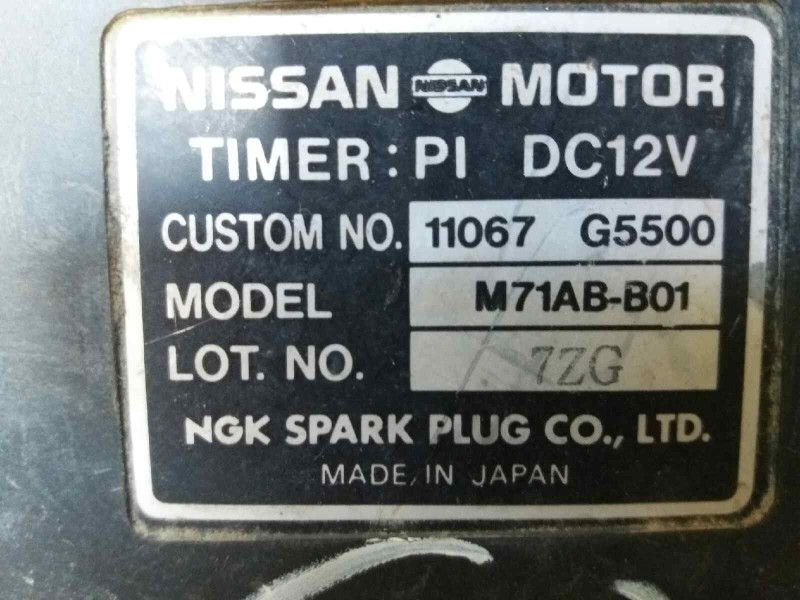 NISSAN NISSAN MOTOR
TIMER : PI DC12V
CUSTOM NO. 11067 G5500
MODEL M71AB-B01
LOT. NO. 7ZG
NGK SPARK PLUG CO., LTD.
MADE IN JAPAN